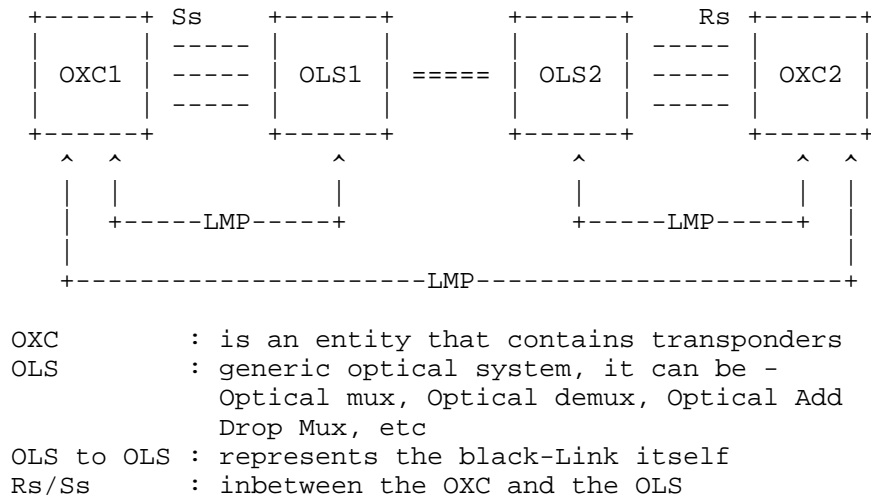 +------+ Ss    +------+       +------+    Rs +------+
|      | ----- |      |       |      | ----- |      |
| OXC1 | ----- | OLS1 | ===== | OLS2 | ----- | OXC2 |
|      | ----- |      |       |      | ----- |      |
+------+       +------+       +------+       +------+
  ^  ^             ^              ^             ^  ^
  |  |             |              |             |  |
  |  +-----LMP-----+              +-----LMP-----+  |
  |                                                |
  +----------------------LMP-----------------------+
OXC        : is an entity that contains transponders
OLS        : generic optical system, it can be -
Optical mux, Optical demux, Optical Add
Drop Mux, etc
OLS to OLS : represents the black-Link itself
Rs/Ss      : inbetween the OXC and the OLS